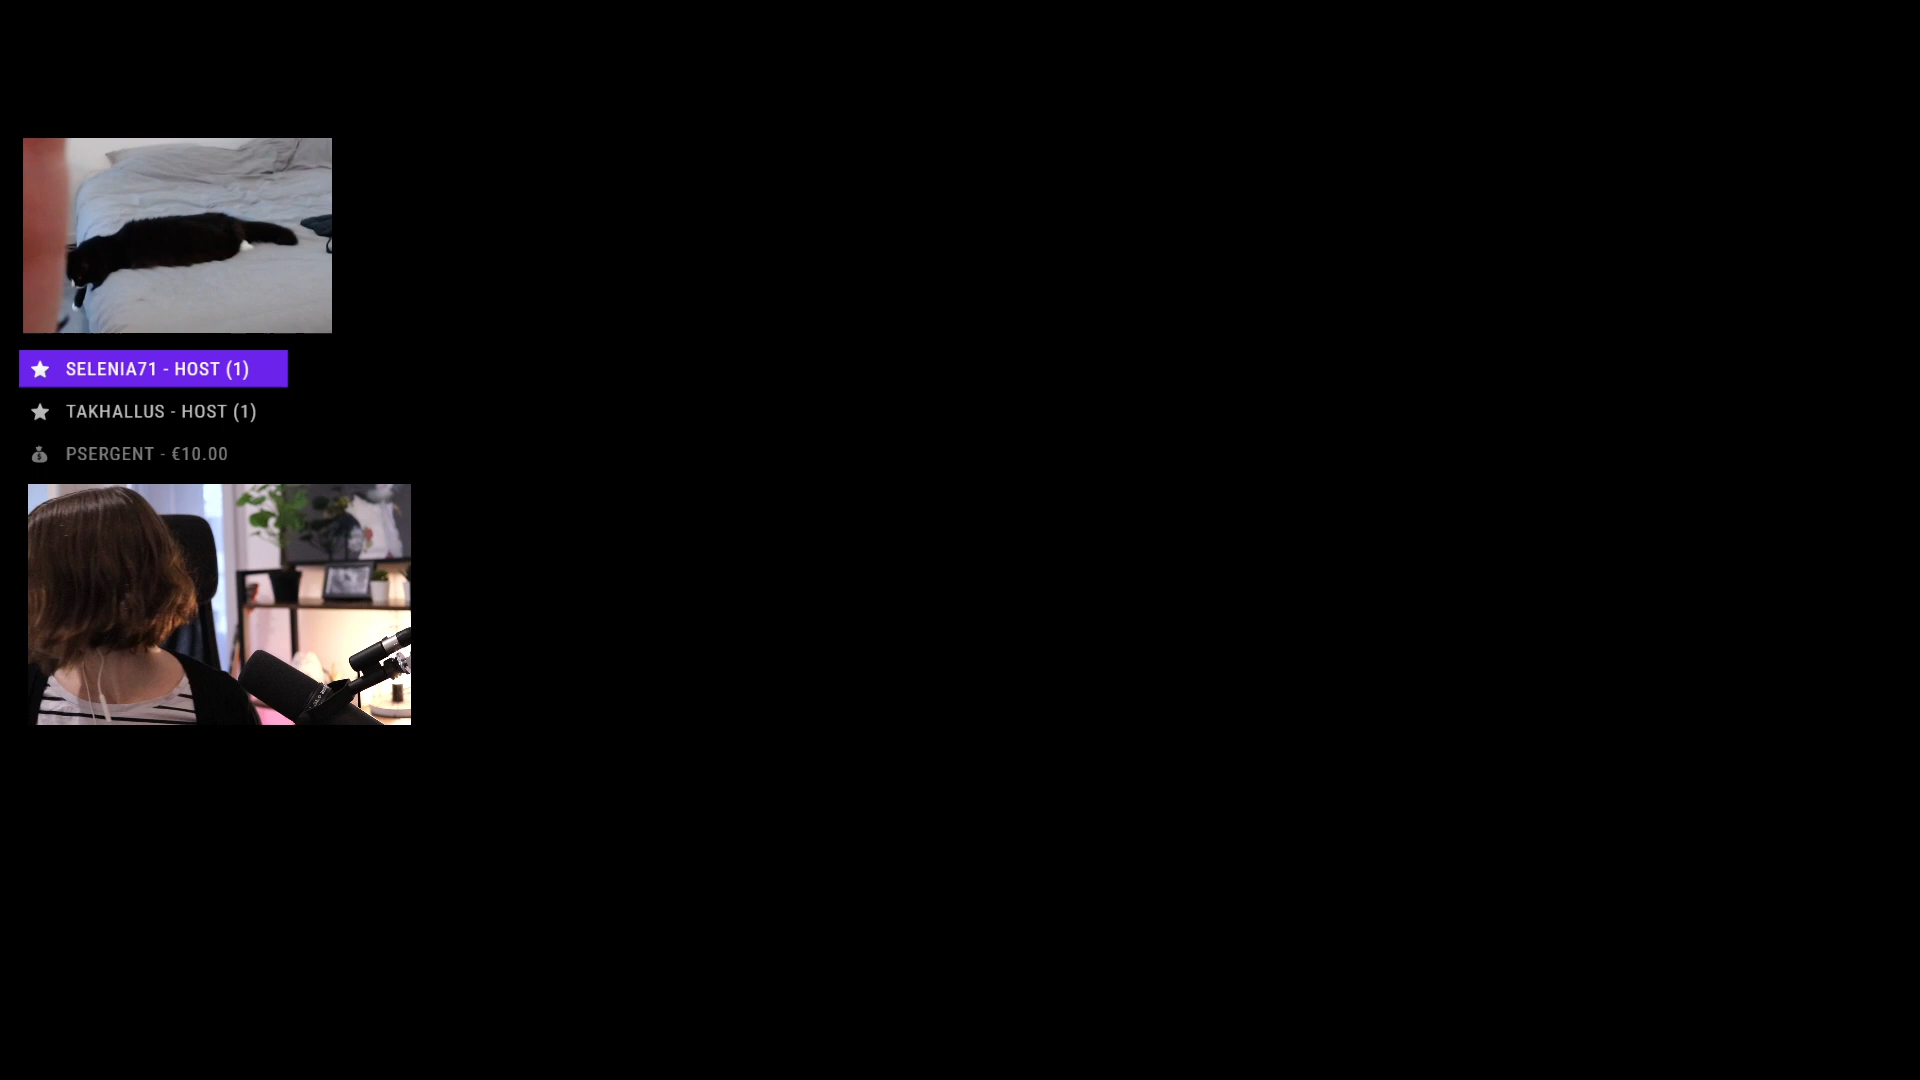 SELENIA71 - HOST (1)
TAKHALLUS - HOST (1)
PSERGENT - €10.00